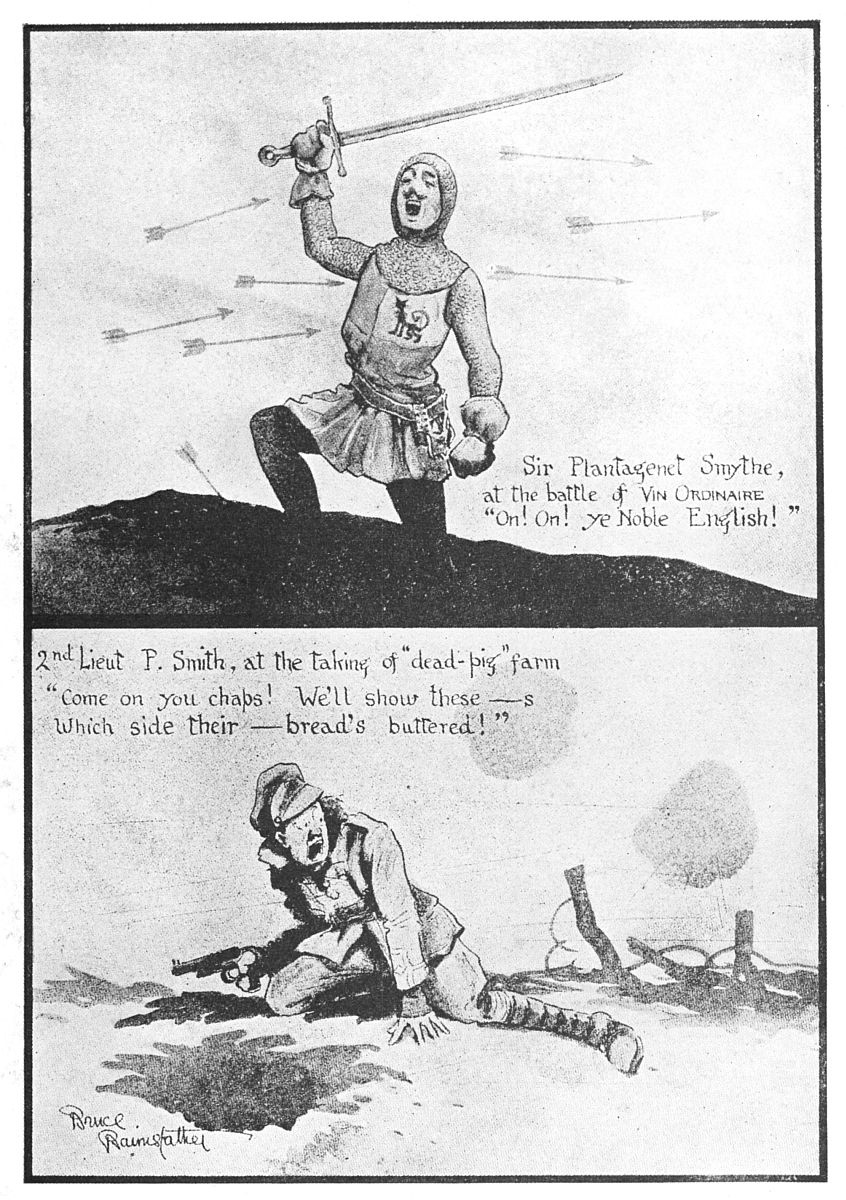 Sir Plantagenet Smythe,
at the battle of VIN ORDINAIRE
"On! On! ye Noble English!"
2nd Lieut P. Smith, at the taking of "dead-pig" farm
"Come on you chaps! We'll show these —s
Which side their — bread's buttered!"
Bruce
Bairnsfather